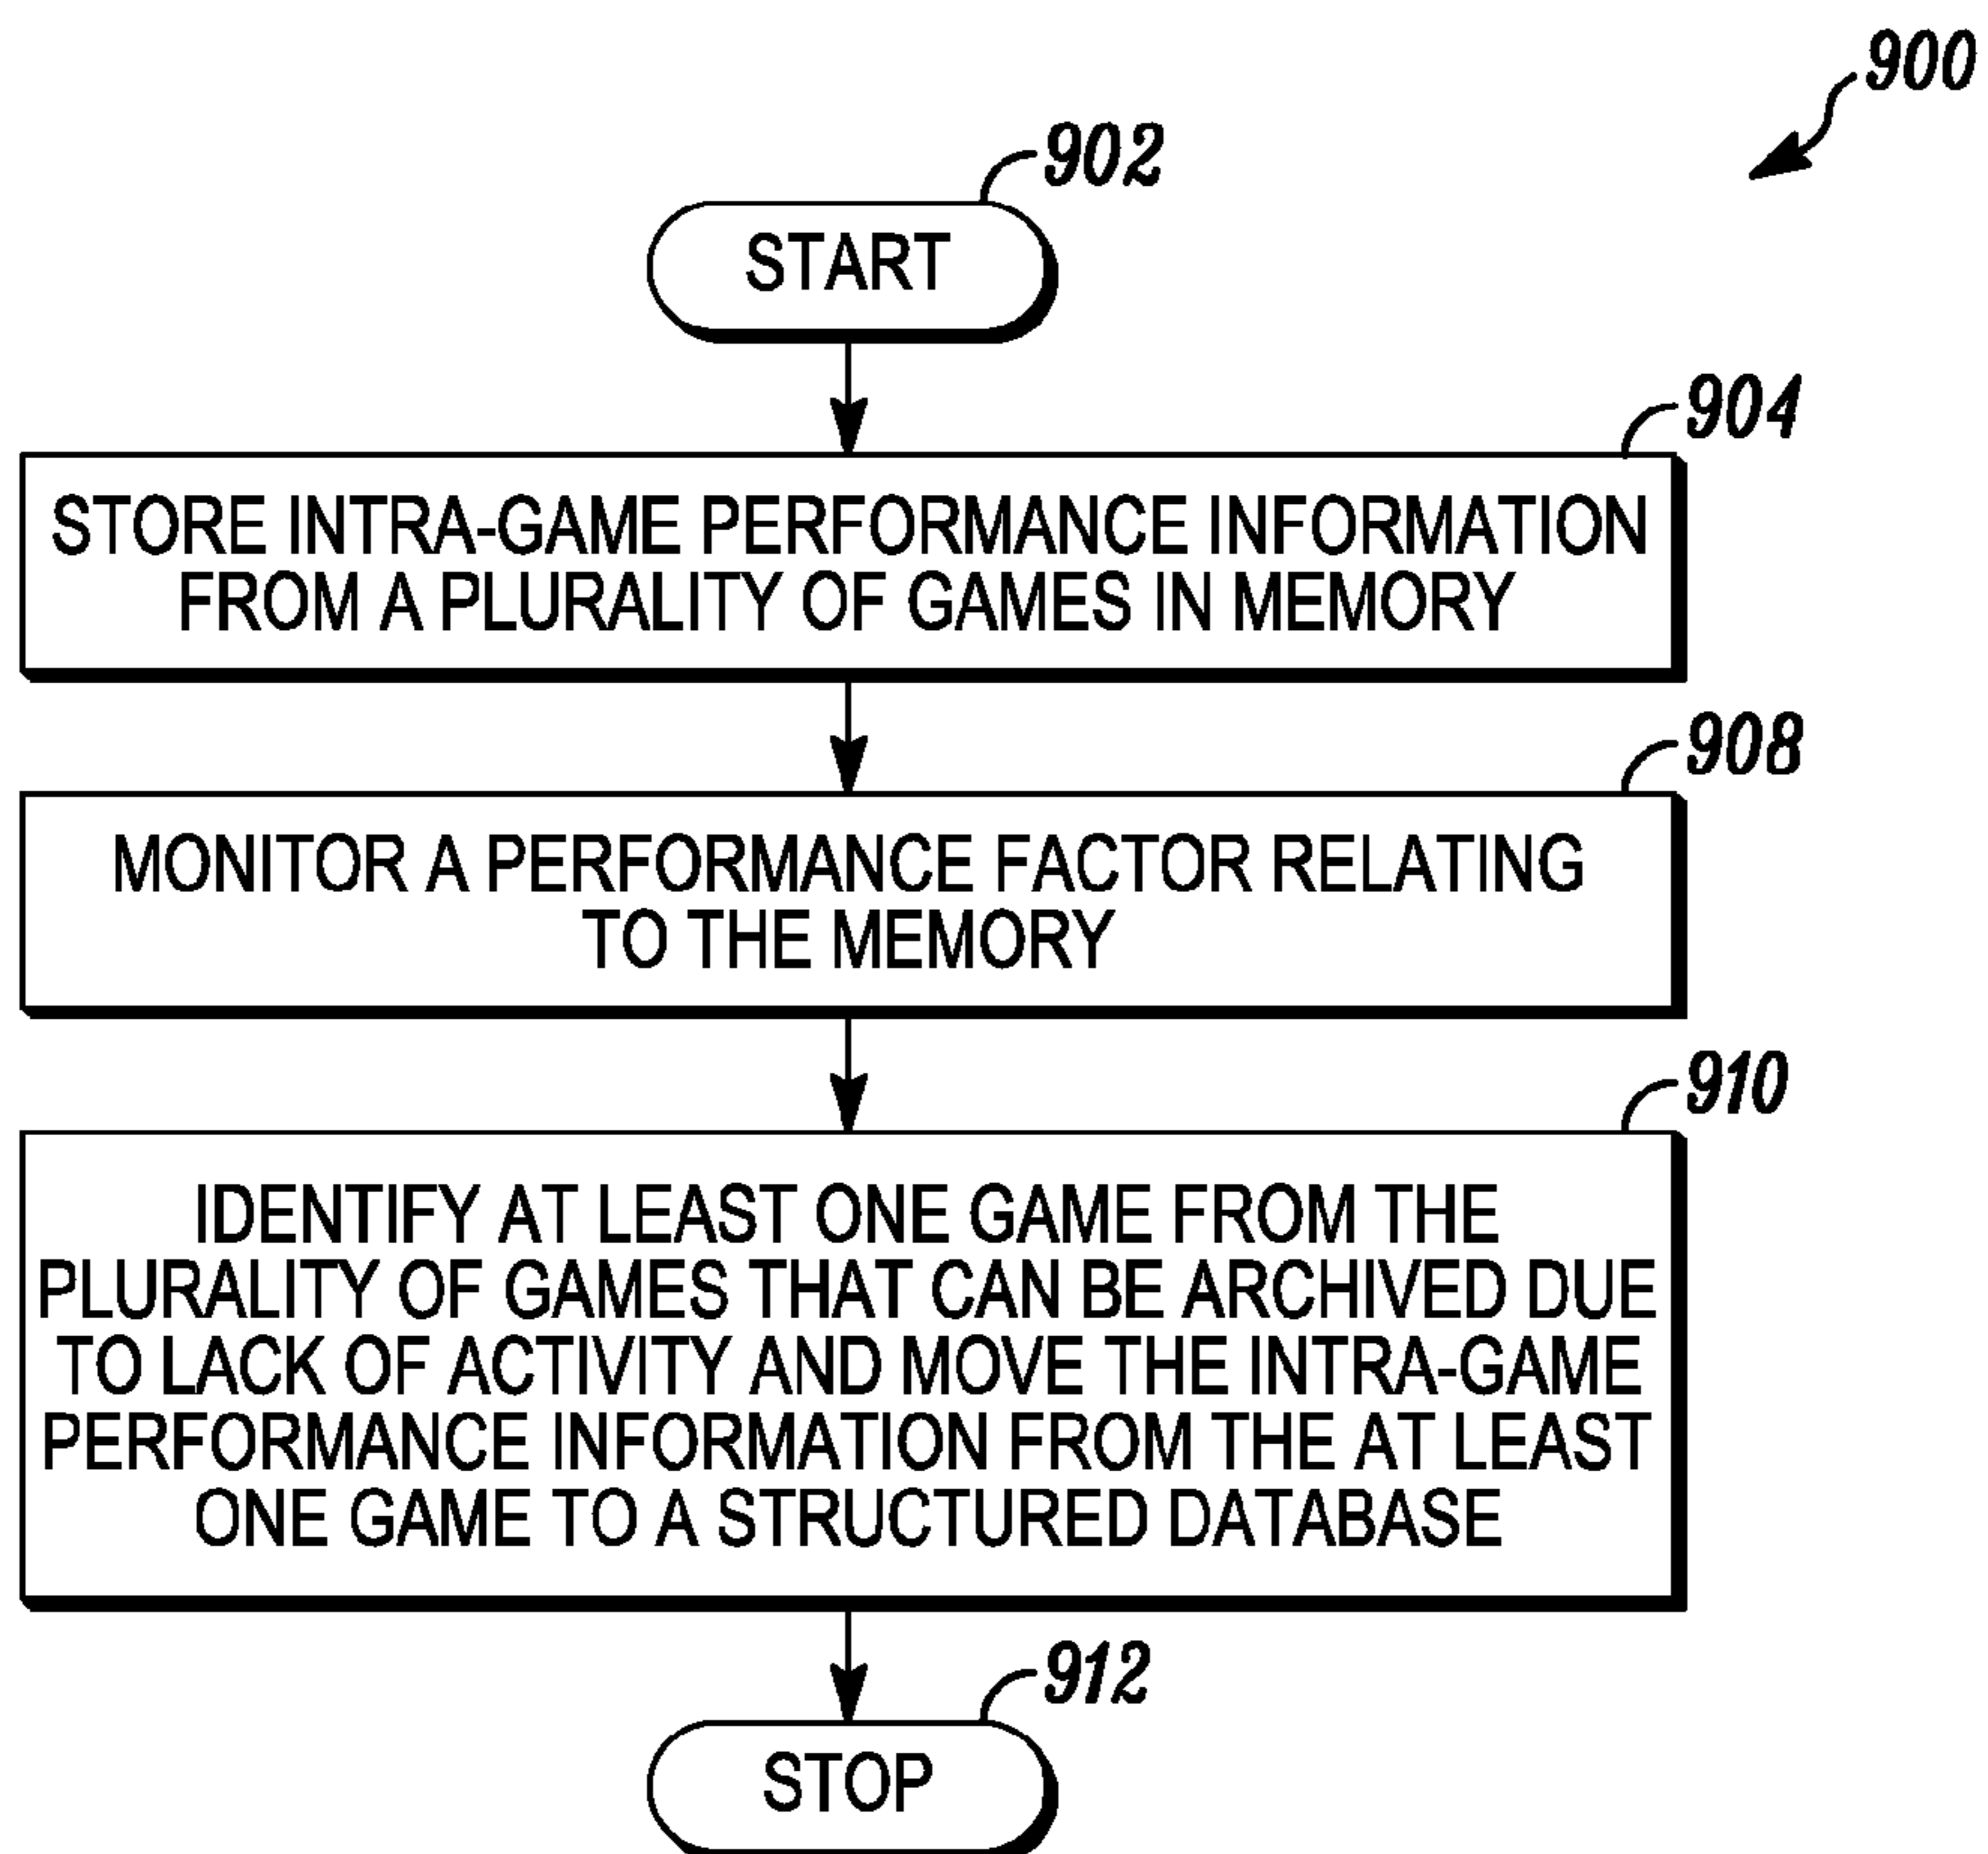 900
902
START
904
STORE INTRA-GAME PERFORMANCE INFORMATION
FROM A PLURALITY OF GAMES IN MEMORY
908
MONITOR A PERFORMANCE FACTOR RELATING
TO THE MEMORY
910
IDENTIFY AT LEAST ONE GAME FROM THE
PLURALITY OF GAMES THAT CAN BE ARCHIVED DUE
TO LACK OF ACTIVITY AND MOVE THE INTRA-GAME
PERFORMANCE INFORMATION FROM THE AT LEAST
ONE GAME TO A STRUCTURED DATABASE
912
STOP